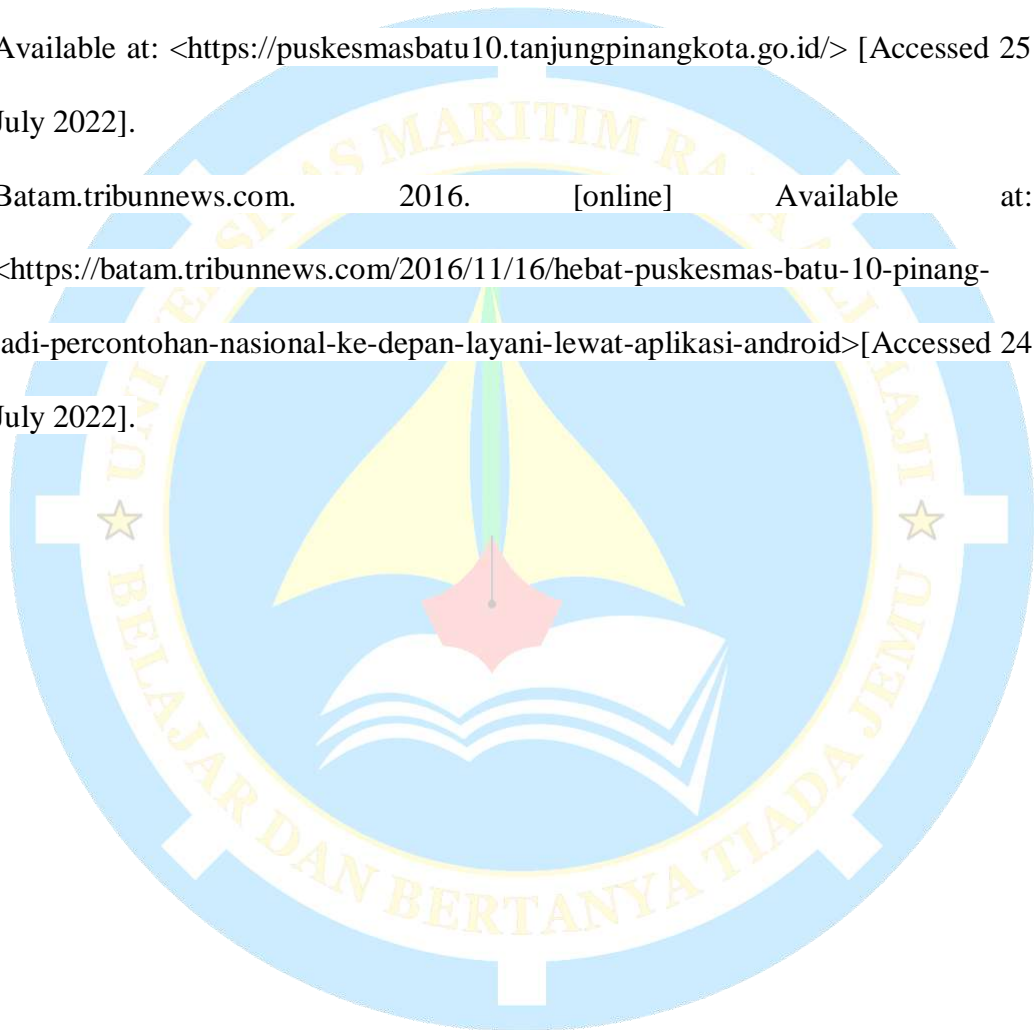 Available at: <https://puskesmasbatu10.tanjungpinangkota.go.id/> [Accessed 25
July 2022].
Batam.tribunnews.com. 2016. [online] Available at:
<https://batam.tribunnews.com/2016/11/16/hebat-puskesmas-batu-10-pinang-
jadi-percontohan-nasional-ke-depan-layani-lewat-aplikasi-android>[Accessed 24
July 2022].
BELAJAR DAN BERTANYA TIADA JEMU